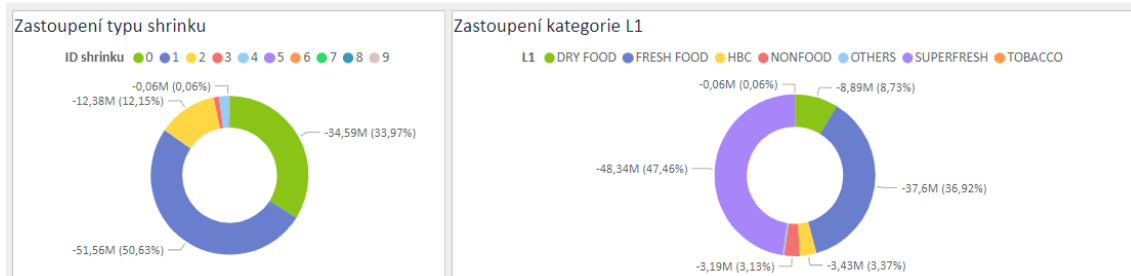 Zastoupení typu shrinku
ID shrinku 0 1 2 3 4 5 6 7 8 9
-0,06M (0,06%)
-12,38M (12,15%)
-34,59M (33,97%)
-51,56M (50,63%)
Zastoupení kategorie L1
L1 DRY FOOD FRESH FOOD HBC NONFOOD OTHERS SUPERFRESH TOBACCO
-0,06M (0,06%)
-8,89M (8,73%)
-48,34M (47,46%)
-37,6M (36,92%)
-3,19M (3,13%)
-3,43M (3,37%)